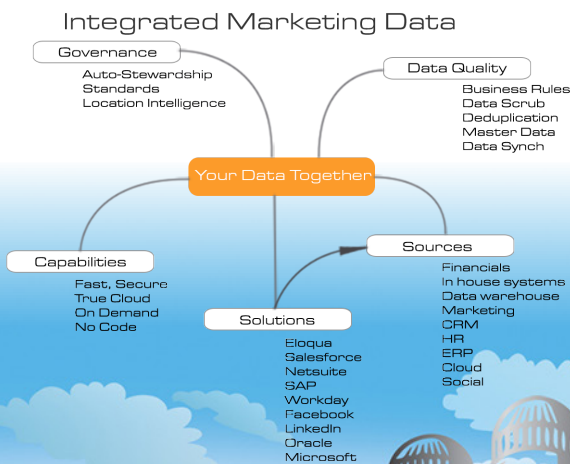 Integrated Marketing Data
Governance
Auto-Stewardship
Standards
Location Intelligence
Data Quality
Business Rules
Data Scrub
Deduplication
Master Data
Data Synch
Your Data Together
Capabilities
Fast, Secure
True Cloud
On Demand
No Code
Solutions
Eloqua
Salesforce
Netsuite
SAP
Workday
Facebook
LinkedIn
Oracle
Microsoft
Sources
Financials
In house systems
Data warehouse
Marketing
CRM
HR
ERP
Cloud
Social